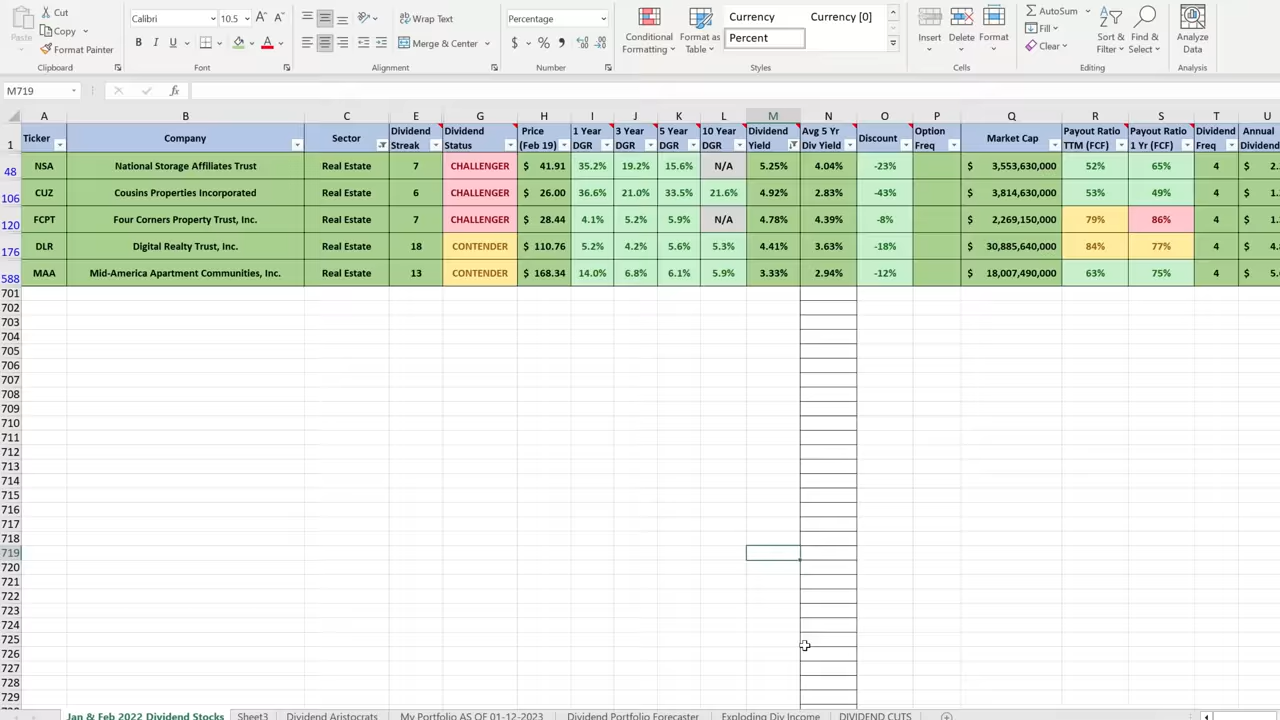 Cut
Copy
Format Painter
Paste
Clipboard
Calibri 10.5
B I U
Font
Wrap Text
Merge & Center
Alignment
Percentage
$ %
Number
Conditional Formatting
Format as Table
Currency Currency [0]
Percent
Styles
Insert Delete Format
Cells
AutoSum
Fill
Clear
Sort & Filter
Find & Select
Editing
Analyze Data
Analysis
M719
fx
A B C E G H I J K L M N O P Q R S T U
1 Ticker Company Sector Dividend Streak Dividend Status Price (Feb 19) 1 Year DGR 3 Year DGR 5 Year DGR 10 Year DGR Dividend Yield Avg 5 Yr Div Yield Discount Option Freq Market Cap Payout Ratio TTM (FCF) Payout Ratio 1 Yr (FCF) Dividend Freq Annual
48 NSA National Storage Affiliates Trust Real Estate 7 CHALLENGER $ 41.91 35.2% 19.2% 15.6% N/A 5.25% 4.04% -23% $ 3,553,630,000 52% 65% 4 $ 2.
106 CUZ Cousins Properties Incorporated Real Estate 6 CHALLENGER $ 26.00 36.6% 21.0% 33.5% 21.6% 4.92% 2.83% -43% $ 3,814,630,000 53% 49% 4 $ 1.
120 FCPT Four Corners Property Trust, Inc. Real Estate 7 CHALLENGER $ 28.44 4.1% 5.2% 5.9% N/A 4.78% 4.39% -8% $ 2,269,150,000 79% 86% 4 $ 1.
176 DLR Digital Realty Trust, Inc. Real Estate 18 CONTENDER $ 110.76 5.2% 4.2% 5.6% 5.3% 4.41% 3.63% -18% $ 30,885,640,000 84% 77% 4 $ 4.
588 MAA Mid-America Apartment Communities, Inc. Real Estate 13 CONTENDER $ 168.34 14.0% 6.8% 6.1% 5.9% 3.33% 2.94% -12% $ 18,007,490,000 63% 75% 4 $ 5.
701
702
703
704
705
706
707
708
709
710
711
712
713
714
715
716
717
718
719
720
721
722
723
724
725
726
727
728
729
Jan & Feb 2022 Dividend Stocks Sheet3 Dividend Aristocrats Dividend Portfolio Forecaster Exploding Div Income DIVIDEND CUTS